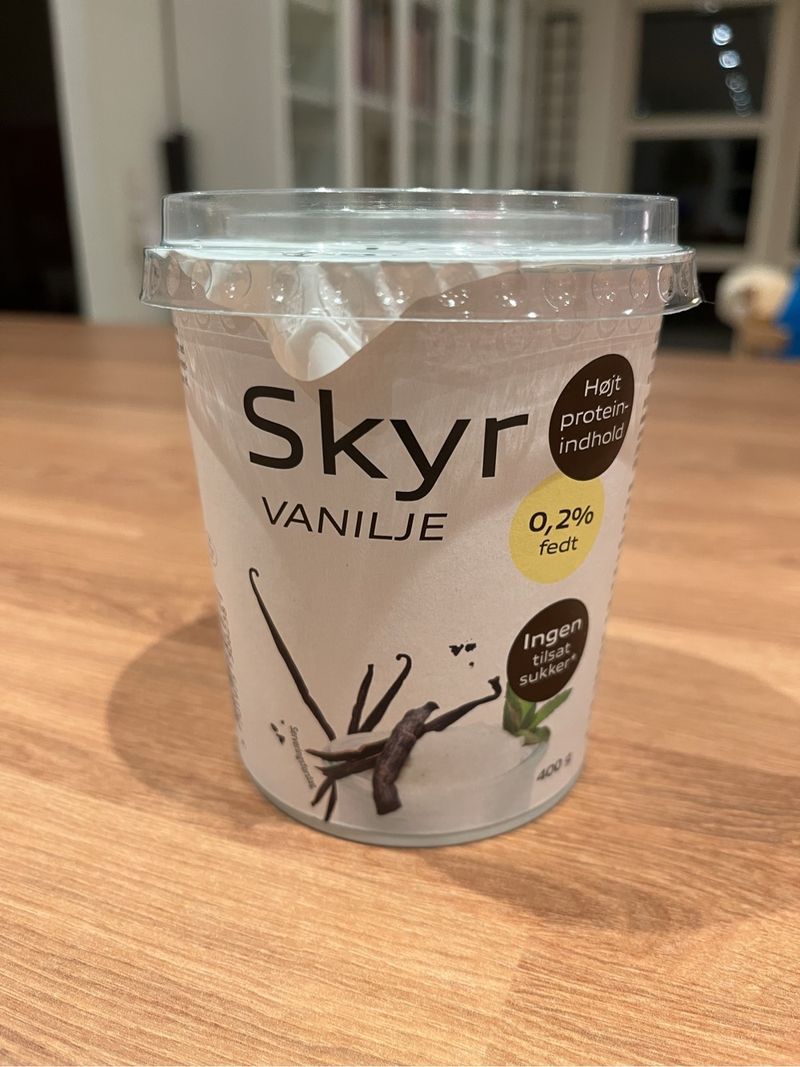 Skyr
VANILJE
Højt
protein-
indhold
0,2%
fedt
Ingen
tilsat
sukker*
400 g